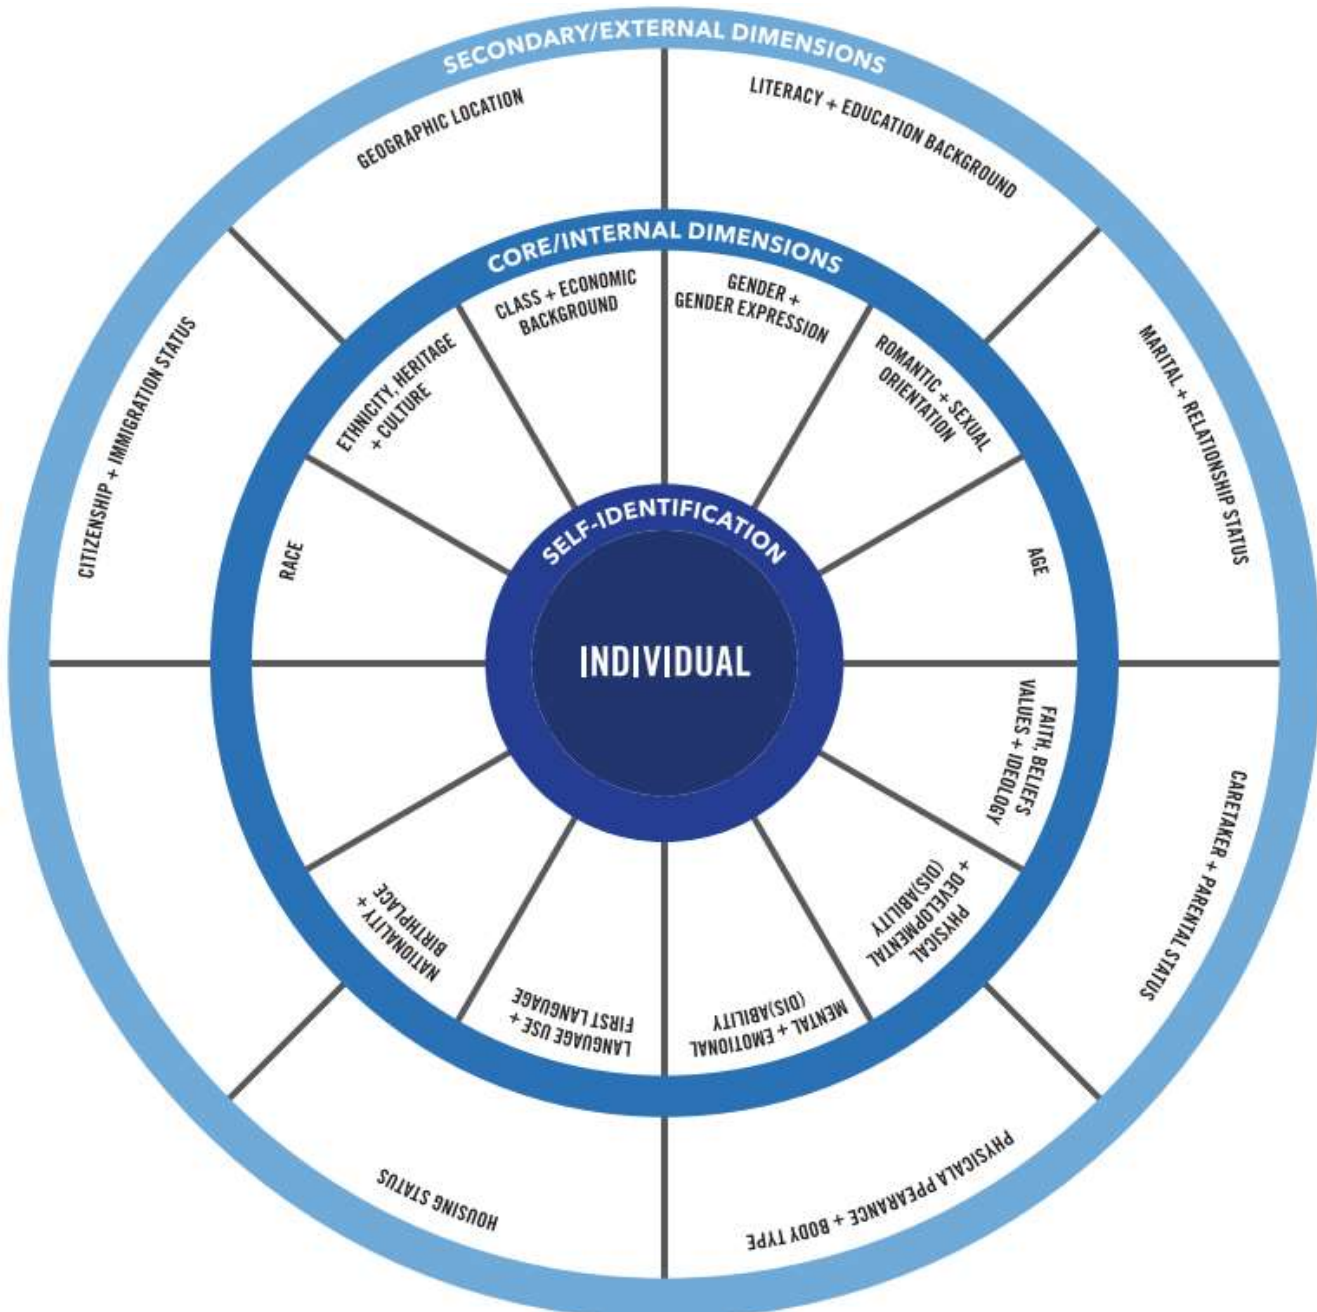 SECONDARY/EXTERNAL DIMENSIONS
GEOGRAPHIC LOCATION
LITERACY + EDUCATION BACKGROUND
MARITAL + RELATIONSHIP STATUS
CARETAKER + PARENTAL STATUS
PHYSICALA PPEARANCE + BODY TYPE
HOUSING STATUS
CITIZENSHIP + IMMIGRATION STATUS
CORE/INTERNAL DIMENSIONS
CLASS + ECONOMIC
BACKGROUND
GENDER +
GENDER EXPRESSION
ROMANTIC + SEXUAL
ORIENTATION
AGE
FAITH, BELIEFS
VALUES + IDEOLOGY
PHYSICAL
+ DEVELOPMENTAL
(DIS)ABILITY
MENTAL + EMOTIONAL
(DIS)ABILITY
LANGUAGE USE +
FIRST LANGUAGE
NATIONALITY +
BIRTHPLACE
RACE
ETHNICITY, HERITAGE
+ CULTURE
SELF-IDENTIFICATION
INDIVIDUAL